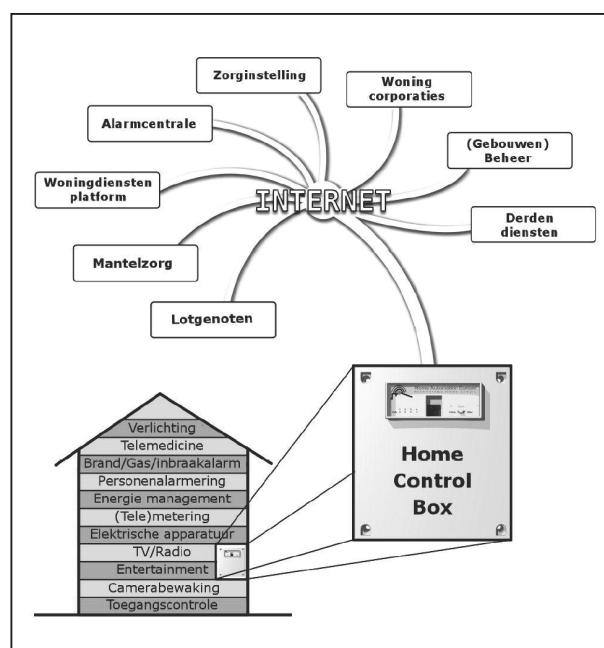 Zorginstelling
Woning
corporaties
Alarmcentrale
(Gebouwen)
Beheer
Woningdiensten
platform
INTERNET
Derden
diensten
Mantelzorg
Lotgenoten
Home
Control
Box
Verlichting
Telemedicine
Brand/Gas/inbraakalarm
Personenalarmering
Energie management
(Tele)metering
Elektrische apparatuur
TV/Radio
Entertainment
Camerabewaking
Toegangscontrole